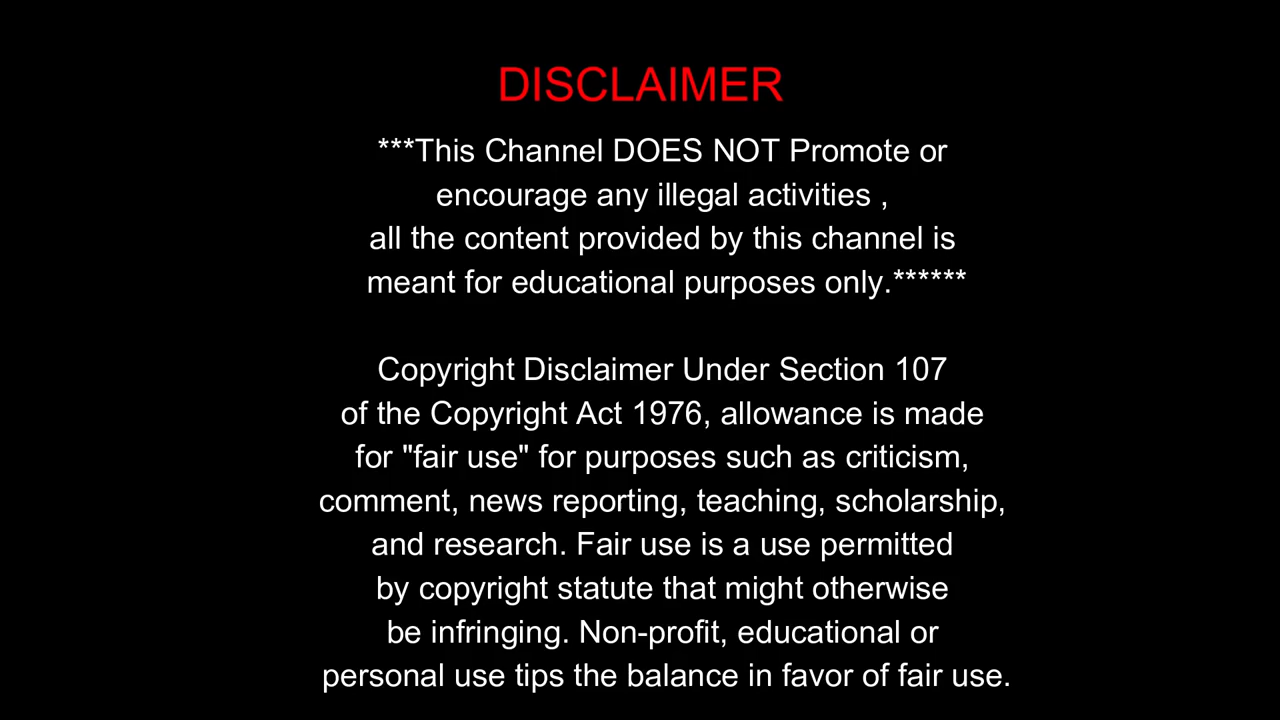 DISCLAIMER
***This Channel DOES NOT Promote or
encourage any illegal activities ,
all the content provided by this channel is
meant for educational purposes only.******
Copyright Disclaimer Under Section 107
of the Copyright Act 1976, allowance is made
for "fair use" for purposes such as criticism,
comment, news reporting, teaching, scholarship,
and research. Fair use is a use permitted
by copyright statute that might otherwise
be infringing. Non-profit, educational or
personal use tips the balance in favor of fair use.